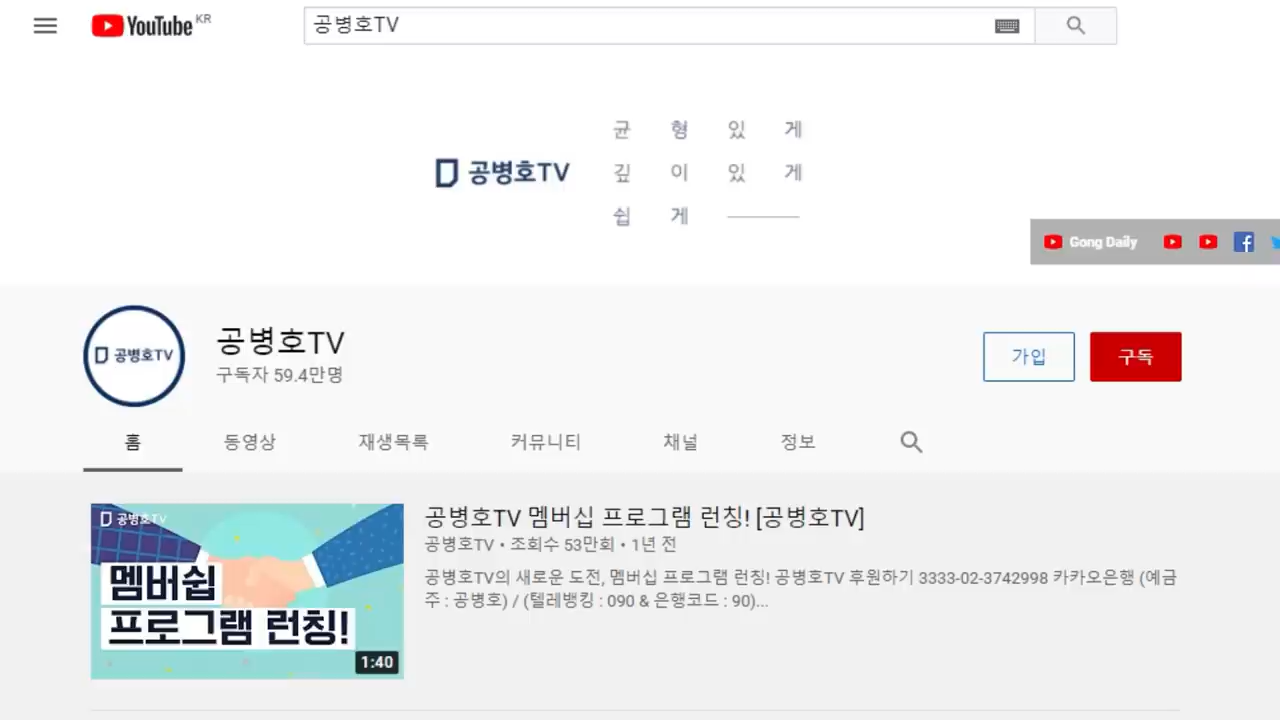 YouTube KR
공병호TV
균 형 있 게
공병호TV
깊 이 있 게
쉽 게
Gong Daily
공병호TV
공병호TV
구독자 59.4만명
가입
구독
홈 동영상 재생목록 커뮤니티 채널 정보
공병호TV
멤버쉽
프로그램 런칭!
1:40
공병호TV 멤버십 프로그램 런칭! [공병호TV]
공병호TV • 조회수 53만회 • 1년 전
공병호TV의 새로운 도전, 멤버십 프로그램 런칭! 공병호TV 후원하기 3333-02-3742998 카카오은행 (예금
주 : 공병호) / (텔레뱅킹 : 090 & 은행코드 : 90)...